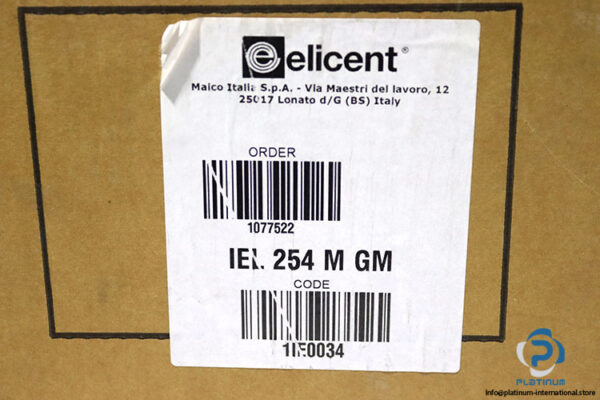 elicent®
Maico Italia S.p.A. - Via Maestri del lavoro, 12
25017 Lonato d/G (BS) Italy
ORDER
1077522
254 M GM
CODE
1IE0034
PLATINUM
info@platinum-international.store